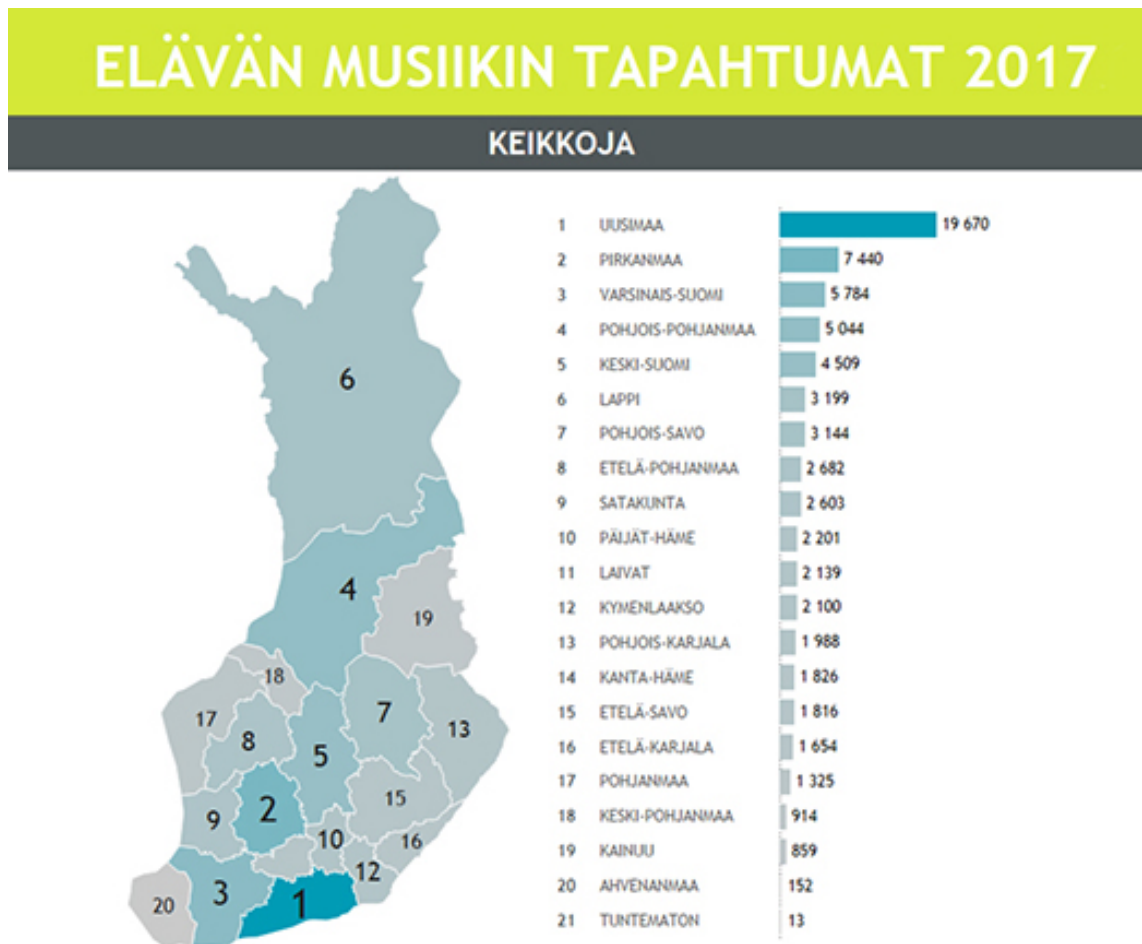 ELÄVÄN MUSIIKIN TAPAHTUMAT 2017
KEIKKOJA
1 UUSIMAA 19 670
2 PIRKANMAA 7 440
3 VARSINAIS-SUOMI 5 784
4 POHJOIS-POHJANMAA 5 044
5 KESKI-SUOMI 4 509
6 LAPPI 3 199
7 POHJOIS-SAVO 3 144
8 ETELÄ-POHJANMAA 2 682
9 SATAKUNTA 2 603
10 PÄIJÄT-HÄME 2 201
11 LAIVAT 2 139
12 KYMENLAAKSO 2 100
13 POHJOIS-KARJALA 1 988
14 KANTA-HÄME 1 826
15 ETELÄ-SAVO 1 816
16 ETELÄ-KARJALA 1 654
17 POHJANMAA 1 325
18 KESKI-POHJANMAA 914
19 KAINUU 859
20 AHVENANMAA 152
21 TUNTEMATON 13
6
4
19
18
17
7
13
8
5
15
2
9
10
16
12
3
1
20